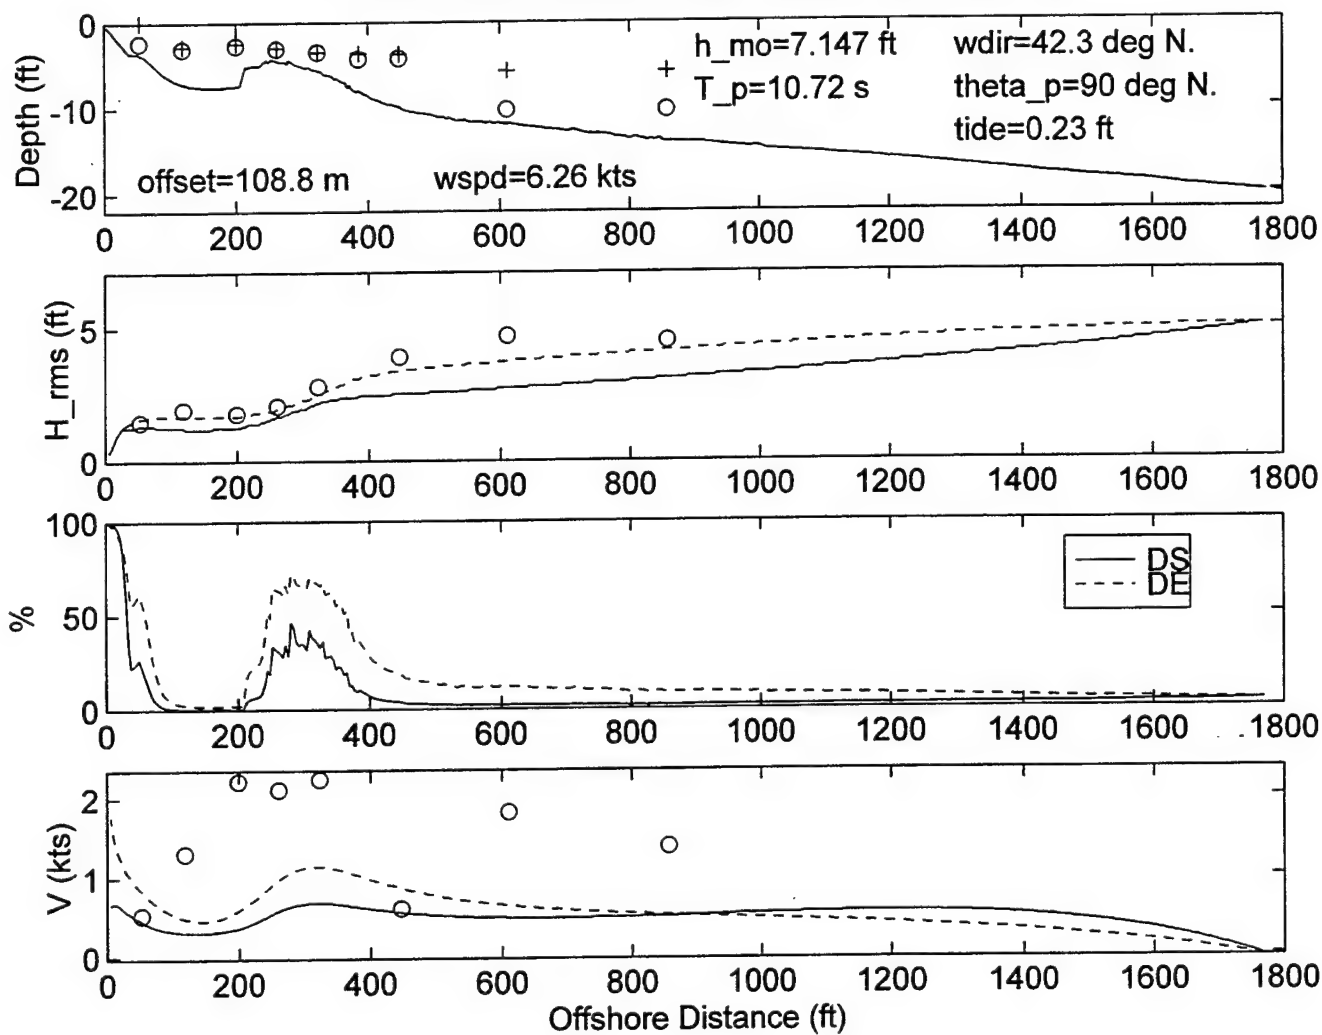 0
-10
-20
Depth (ft)
h_mo=7.147 ft
wdir=42.3 deg N.
T_p=10.72 s
theta_p=90 deg N.
tide=0.23 ft
offset=108.8 m
wspd=6.26 kts
0 200 400 600 800 1000 1200 1400 1600 1800
5
0
H_rms (ft)
0 200 400 600 800 1000 1200 1400 1600 1800
100
50
0
%
DS
DE
0 200 400 600 800 1000 1200 1400 1600 1800
2
1
0
V (kts)
0 200 400 600 800 1000 1200 1400 1600 1800
Offshore Distance (ft)